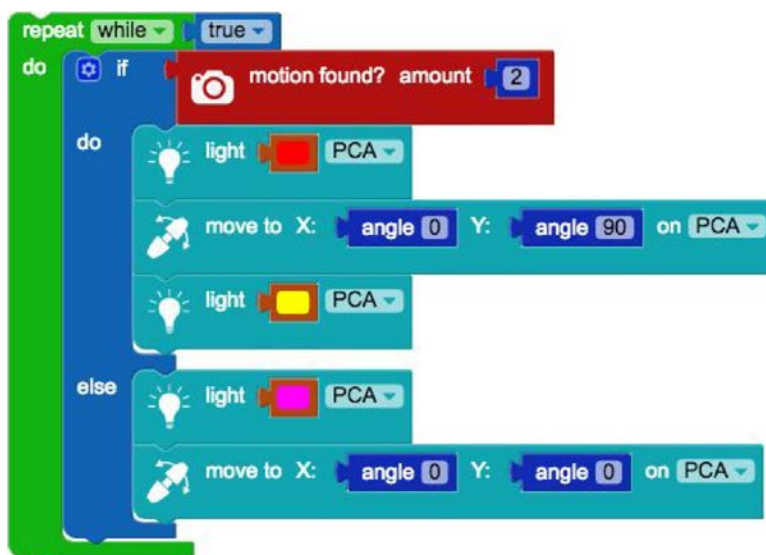 repeat while true
do if motion found? amount 2
do light PCA
move to X: angle 0 Y: angle 90 on PCA
light PCA
else light PCA
move to X: angle 0 Y: angle 0 on PCA